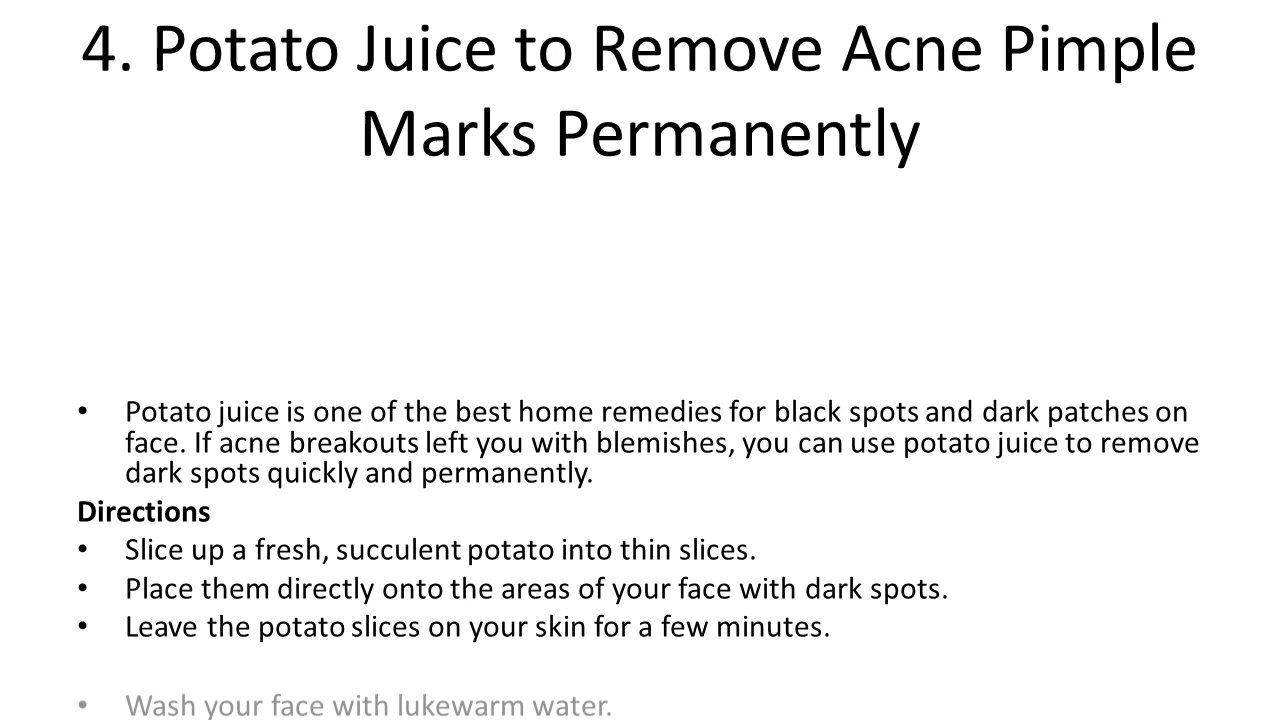 4. Potato Juice to Remove Acne Pimple
Marks Permanently
• Potato juice is one of the best home remedies for black spots and dark patches on
face. If acne breakouts left you with blemishes, you can use potato juice to remove
dark spots quickly and permanently.
Directions
• Slice up a fresh, succulent potato into thin slices.
• Place them directly onto the areas of your face with dark spots.
• Leave the potato slices on your skin for a few minutes.
• Wash your face with lukewarm water.